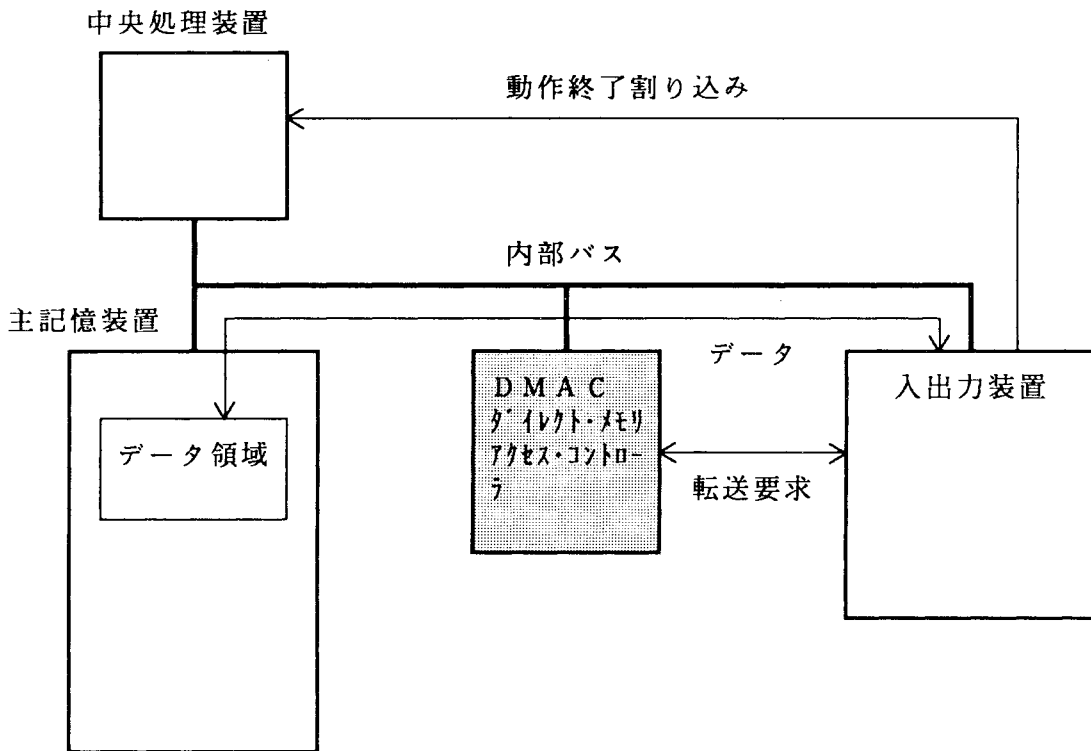 中央処理装置
動作終了割り込み
内部バス
主記憶装置
データ
DMAC
ﾀﾞｲﾚｸﾄ･ﾒﾓﾘ
ｱｸｾｽ･ｺﾝﾄﾛｰ
ﾗ
入出力装置
データ領域
転送要求